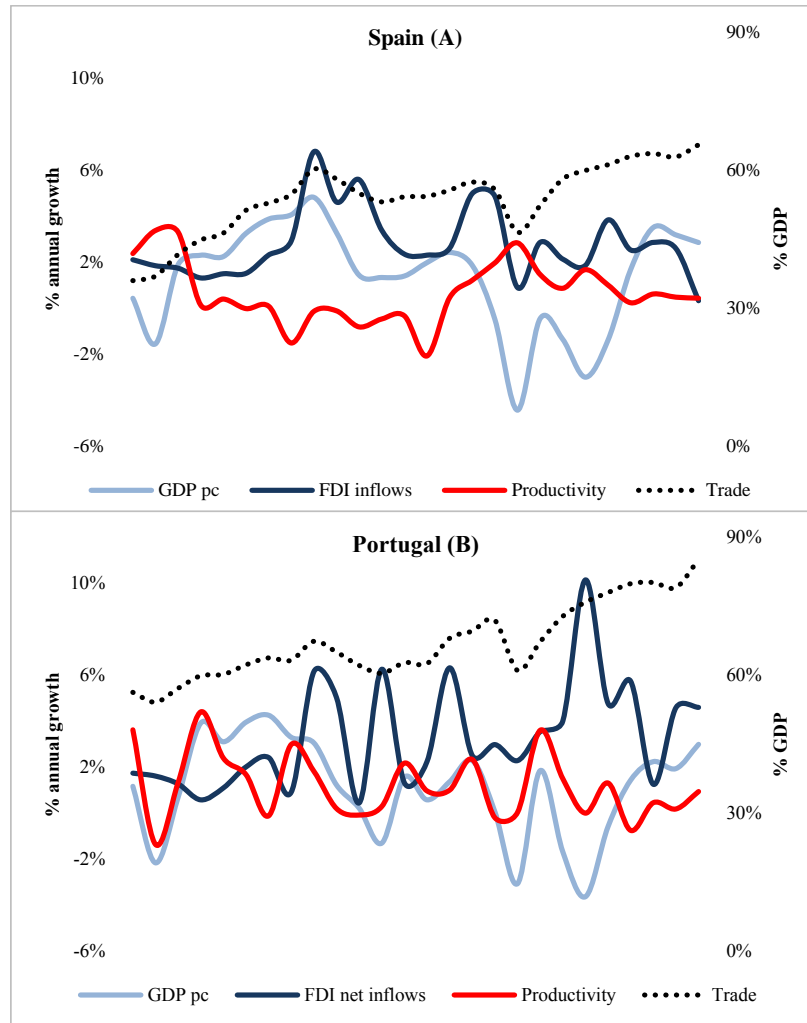 Spain (A)
90%
10%
6%
60%
% annual growth
% GDP
2%
30%
-2%
-6%
0%
GDP pc FDI inflows Productivity Trade
Portugal (B)
90%
10%
6%
60%
% annual growth
% GDP
2%
30%
-2%
-6%
0%
GDP pc FDI net inflows Productivity Trade